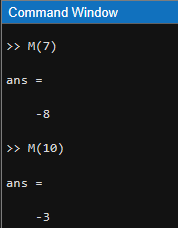 Command Window
>> M(7)
ans =
-8
>> M(10)
ans =
-3